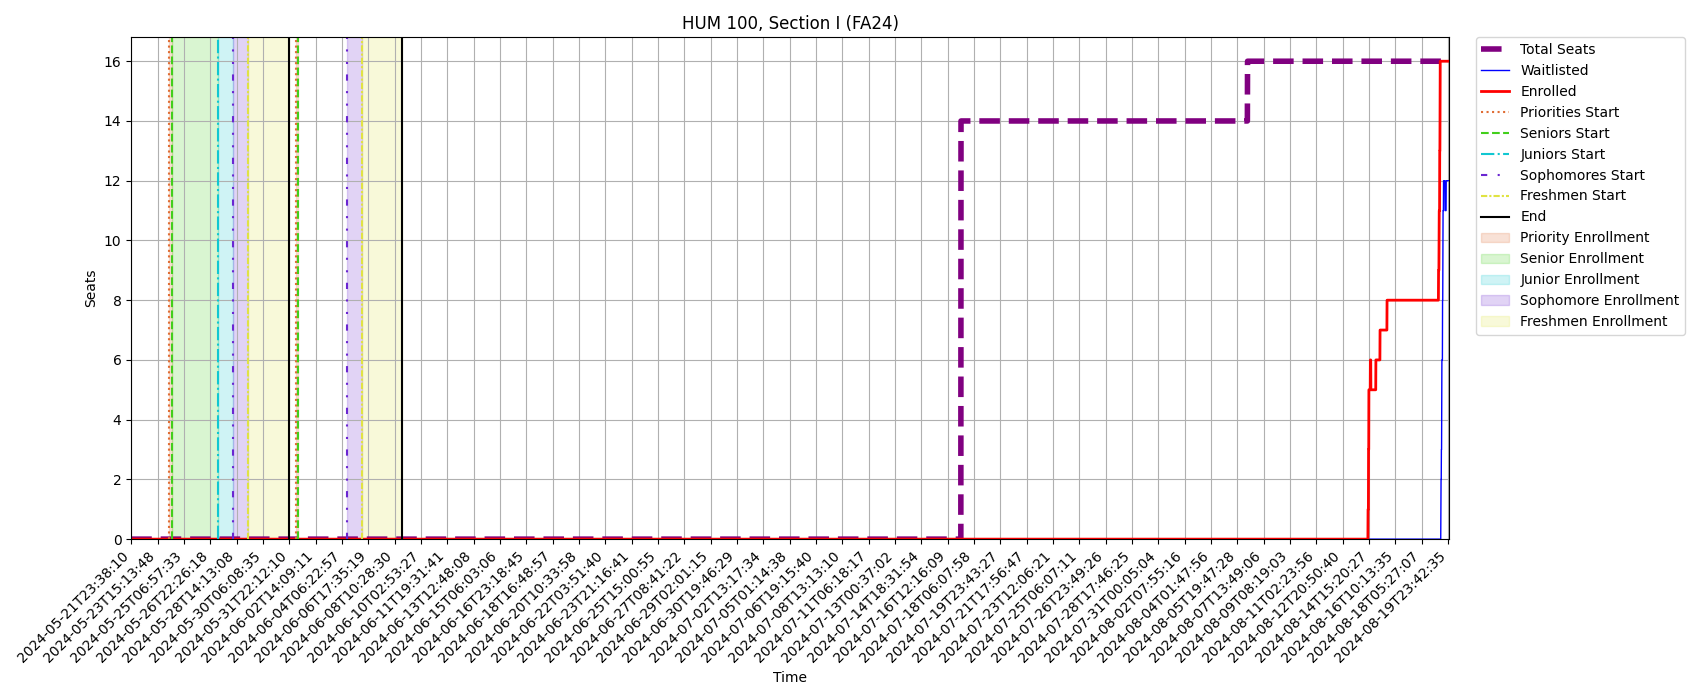 HUM 100, Section I (FA24)
Seats
16
14
12
10
8
6
4
2
0
2024-05-21T23:38:10
2024-05-23T15:13:48
2024-05-25T06:57:33
2024-05-26T22:26:18
2024-05-28T14:13:08
2024-05-30T06:08:35
2024-05-31T22:12:10
2024-06-02T14:09:11
2024-06-04T06:22:57
2024-06-06T17:35:19
2024-06-08T10:28:30
2024-06-10T02:53:27
2024-06-11T19:31:41
2024-06-13T12:48:08
2024-06-15T06:03:06
2024-06-16T23:18:45
2024-06-18T16:48:57
2024-06-20T10:33:58
2024-06-22T03:51:40
2024-06-23T21:16:41
2024-06-25T15:00:55
2024-06-27T08:41:22
2024-06-29T02:01:15
2024-06-30T19:46:29
2024-07-02T13:17:34
2024-07-05T01:14:38
2024-07-06T19:15:40
2024-07-08T13:13:10
2024-07-11T06:18:17
2024-07-13T00:37:02
2024-07-14T18:31:54
2024-07-16T12:16:09
2024-07-18T06:07:58
2024-07-19T23:43:27
2024-07-21T17:56:47
2024-07-23T12:06:21
2024-07-25T06:07:11
2024-07-26T23:49:26
2024-07-28T17:46:25
2024-07-31T00:05:04
2024-08-02T07:55:16
2024-08-04T01:47:56
2024-08-05T19:47:28
2024-08-07T13:49:06
2024-08-09T08:19:03
2024-08-11T02:23:56
2024-08-12T20:50:40
2024-08-14T15:20:27
2024-08-16T10:13:35
2024-08-18T05:27:07
2024-08-19T23:42:35
Time
Total Seats
Waitlisted
Enrolled
Priorities Start
Seniors Start
Juniors Start
Sophomores Start
Freshmen Start
End
Priority Enrollment
Senior Enrollment
Junior Enrollment
Sophomore Enrollment
Freshmen Enrollment